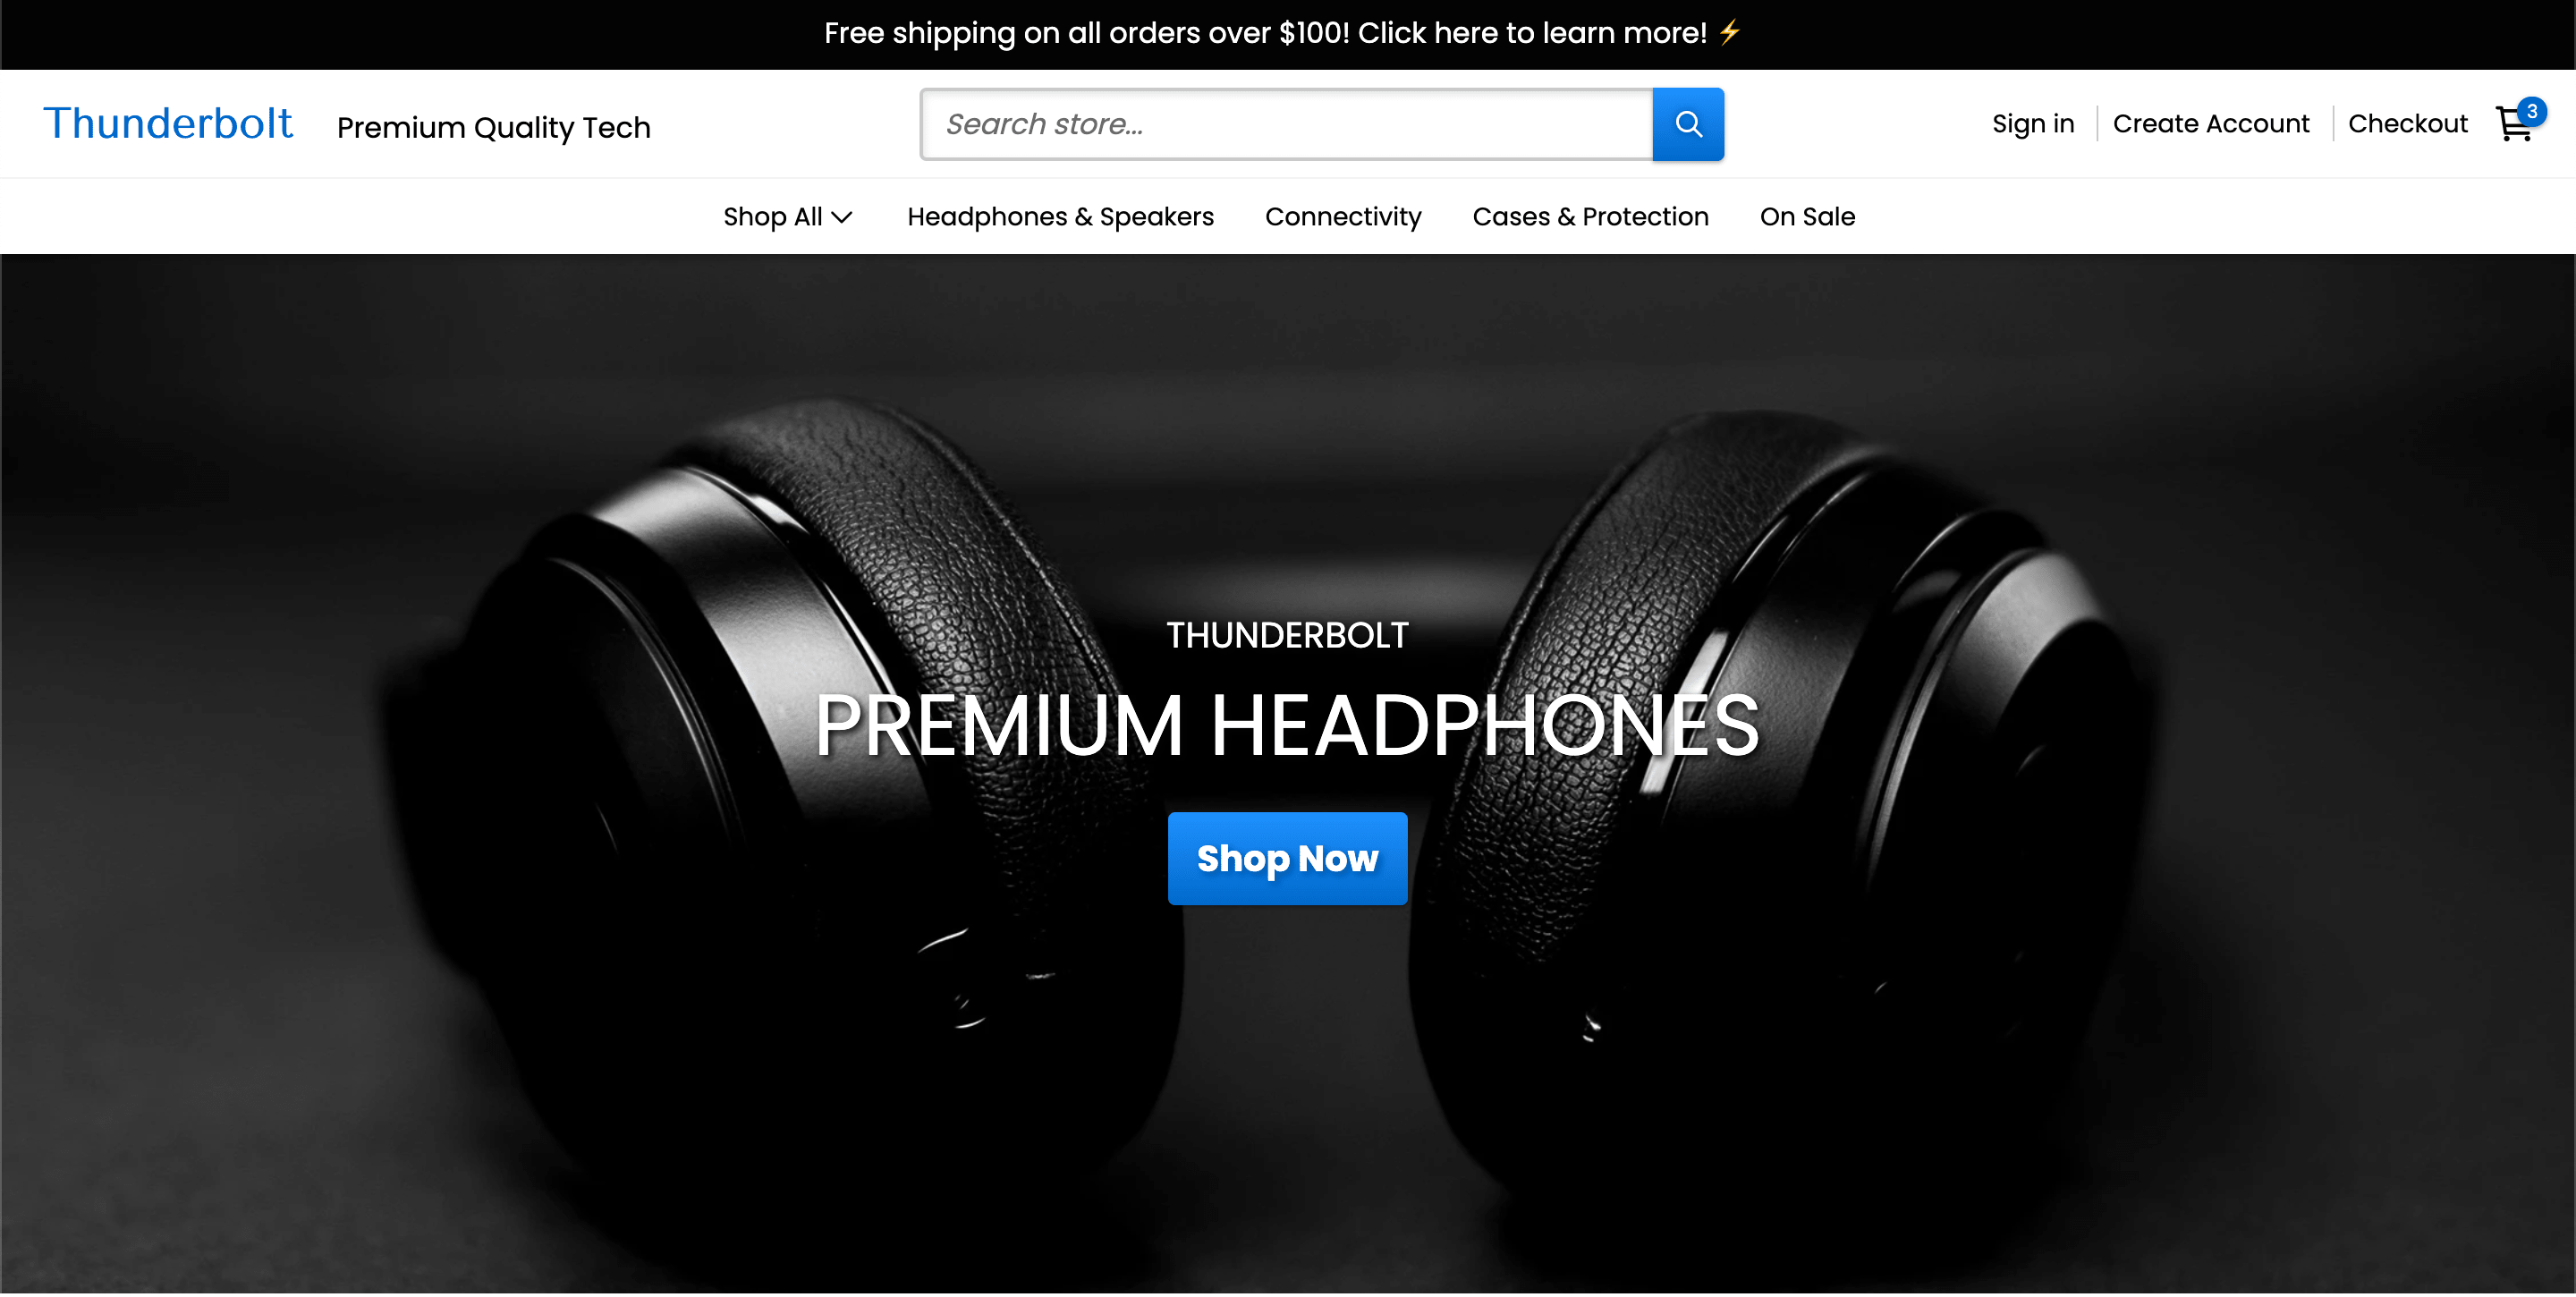 Free shipping on all orders over $100! Click here to learn more! ⚡
Thunderbolt
Premium Quality Tech
Search store...
Sign in
Create Account
Checkout
3
Shop All
Headphones & Speakers
Connectivity
Cases & Protection
On Sale
THUNDERBOLT
PREMIUM HEADPHONES
Shop Now